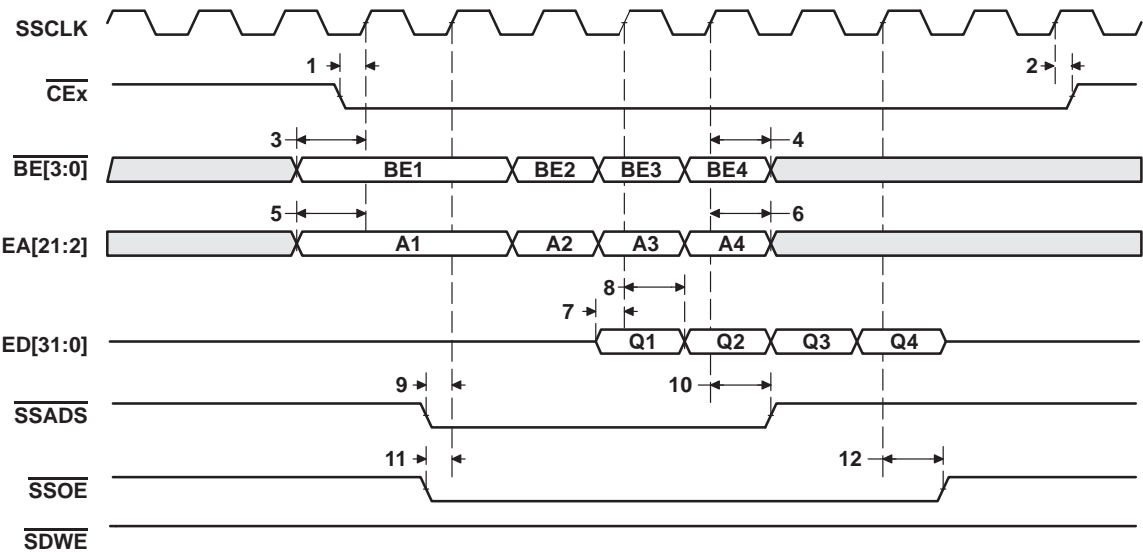 SSCLK
1
2
CEx
3
4
BE[3:0]
BE1
BE2
BE3
BE4
5
6
EA[21:2]
A1
A2
A3
A4
8
7
ED[31:0]
Q1
Q2
Q3
Q4
9
10
SSADS
11
12
SSOE
SDWE